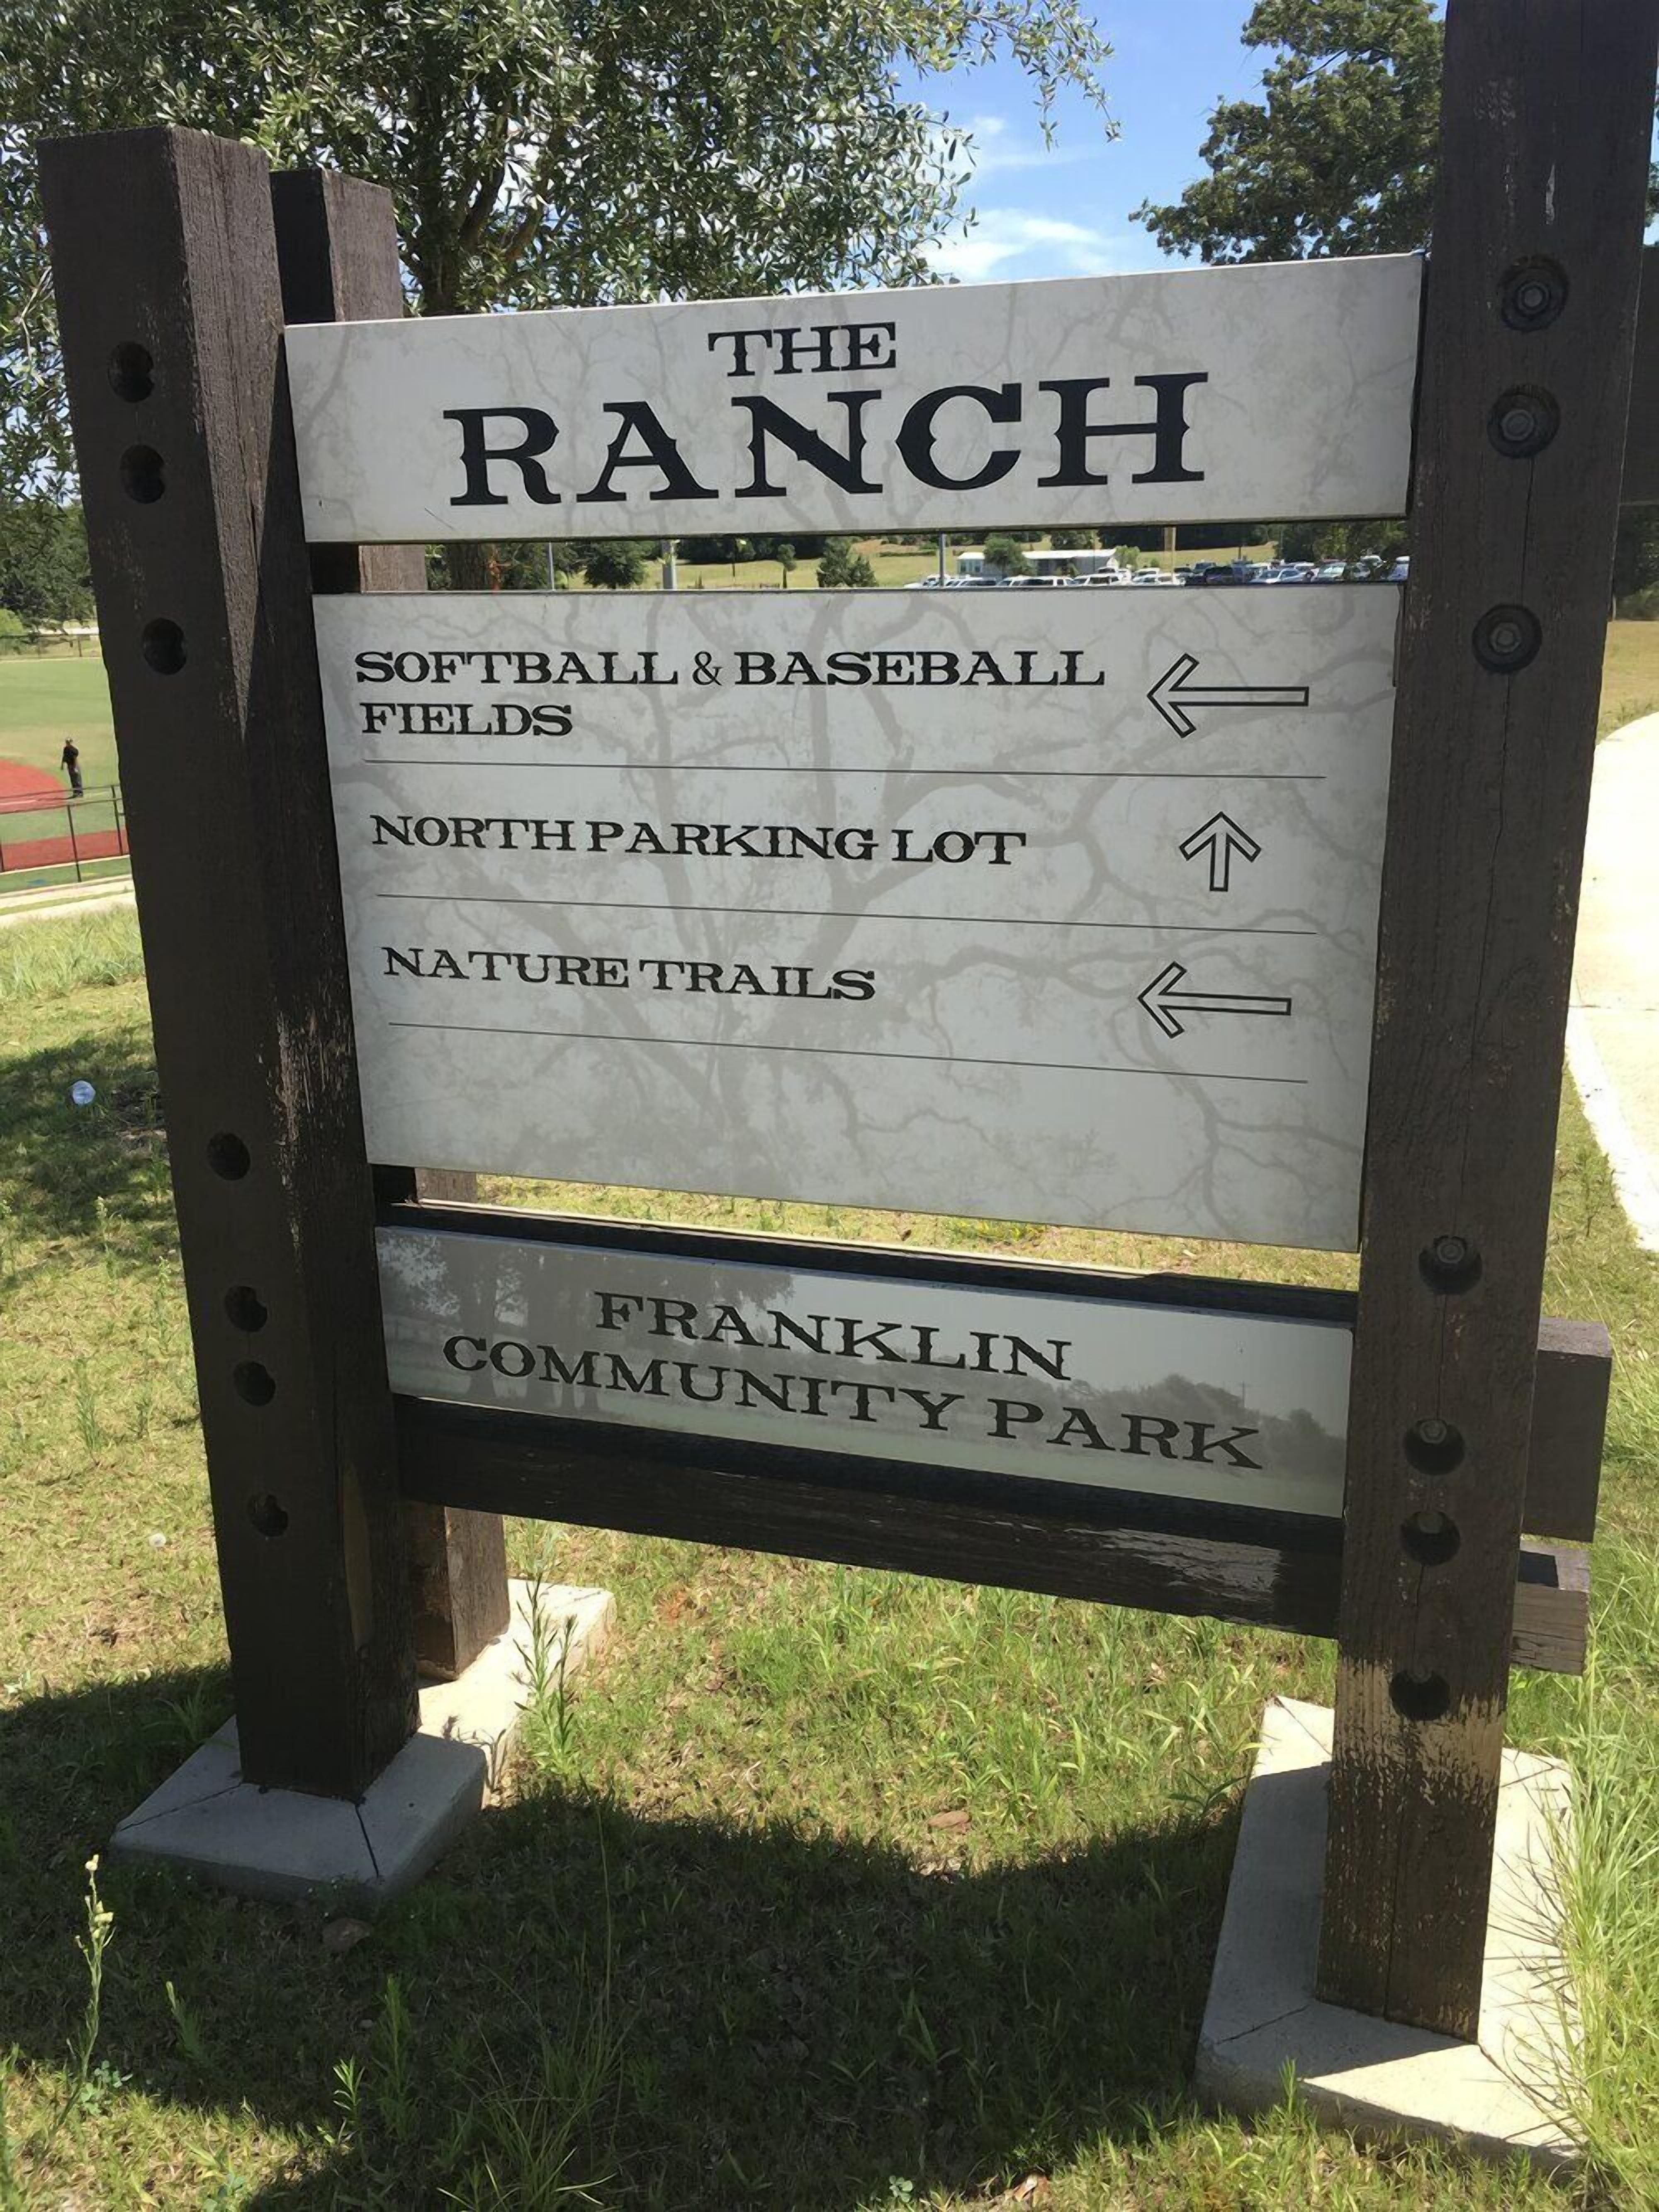 THE
RANCH
SOFTBALL & BASEBALL
FIELDS
NORTH PARKING LOT
NATURE TRAILS
FRANKLIN
COMMUNITY PARK